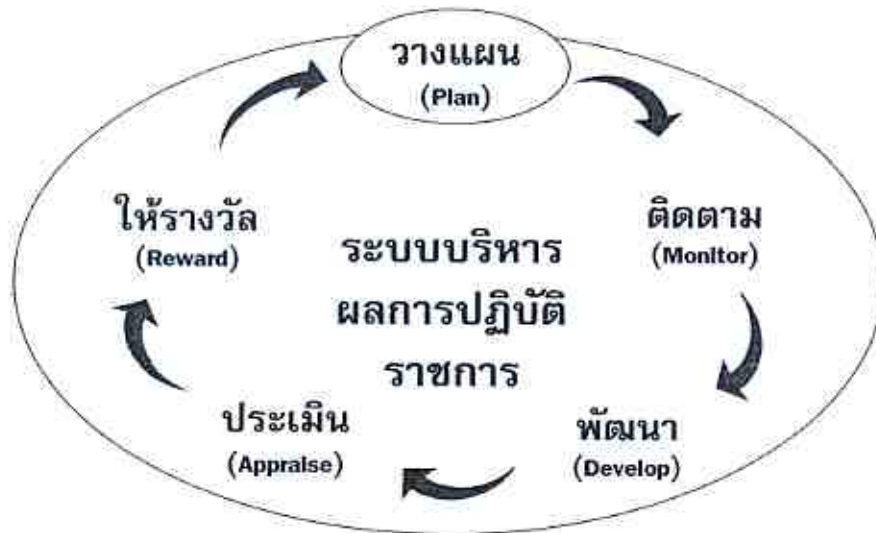 วางแผน
(Plan)
ติดตาม
(Monitor)
พัฒนา
(Develop)
ประเมิน
(Appraise)
ให้รางวัล
(Reward)
ระบบบริหาร
ผลการปฏิบัติ
ราชการ